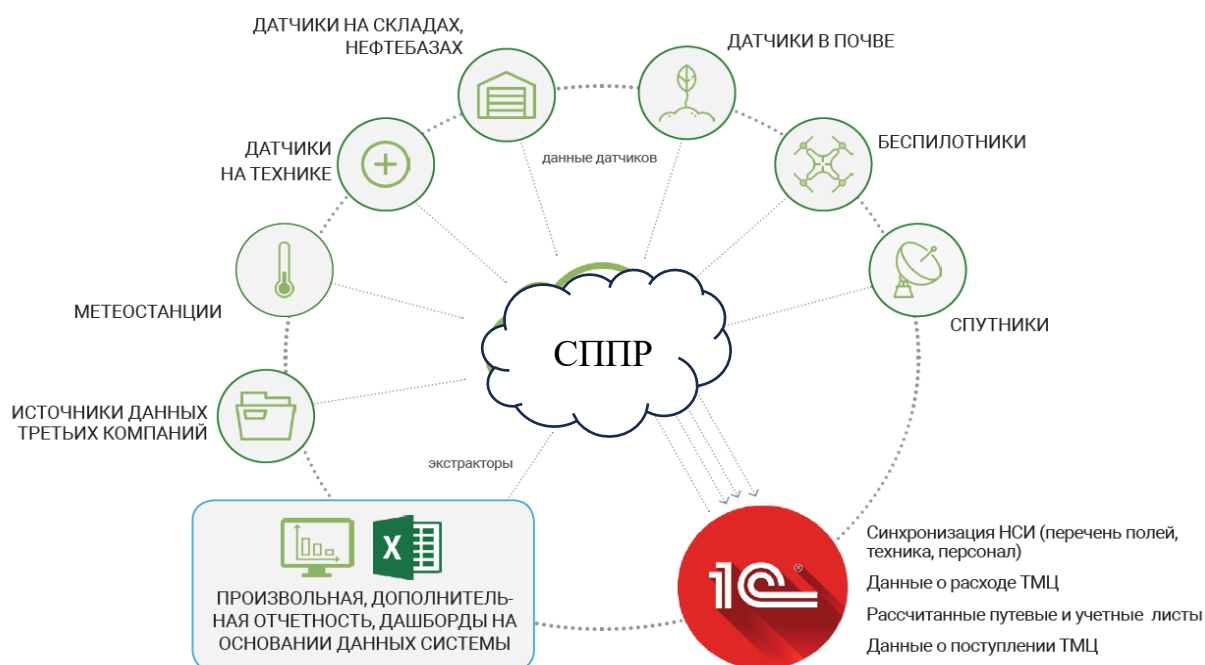 ДАТЧИКИ НА СКЛАДАХ,
НЕФТЕБАЗАХ
ДАТЧИКИ В ПОЧВЕ
ДАТЧИКИ
НА ТЕХНИКЕ
данные датчиков
БЕСПИЛОТНИКИ
МЕТЕОСТАНЦИИ
СПУТНИКИ
СППР
ИСТОЧНИКИ ДАННЫХ
ТРЕТЬИХ КОМПАНИЙ
экстракторы
X
ПРОИЗВОЛЬНАЯ, ДОПОЛНИТЕЛЬ-
НАЯ ОТЧЕТНОСТЬ, ДАШБОРДЫ НА
ОСНОВАНИИ ДАННЫХ СИСТЕМЫ
1С®
Синхронизация НСИ (перечень полей,
техника, персонал)
Данные о расходе ТМЦ
Рассчитанные путевые и учетные листы
Данные о поступлении ТМЦ